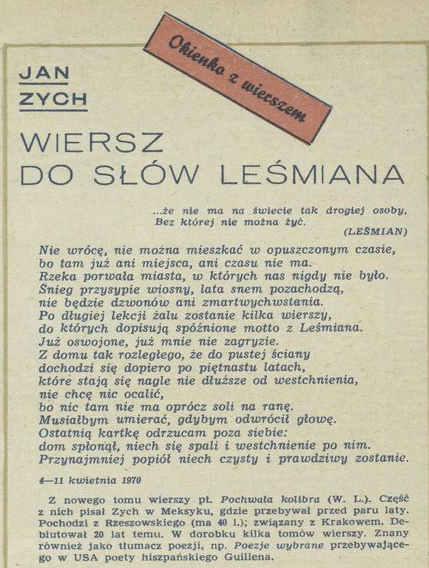 Okienko z wierszem
JAN
ZYCH
WIERSZ
DO SŁÓW LEŚMIANA
...że nie ma na świecie tak drogiej osoby,
Bez której nie można żyć.
(LEŚMIAN)
Nie wrócę, nie można mieszkać w opuszczonym czasie,
bo tam już ani miejsca, ani czasu nie ma.
Rzeka porwała miasta, w których nas nigdy nie było.
Śnieg przysypie wiosny, lata snem pozachodzą,
nie będzie dzwonów ani zmartwychwstania.
Po długiej lekcji żalu zostanie kilka wierszy,
do których dopisują spóźnione motto z Leśmiana.
Już oswojone, już mnie nie zagryzie.
Z domu tak rozległego, że do pustej ściany
dochodzi się dopiero po piętnastu latach,
które stają się nagle nie dłuższe od westchnienia,
nie chcę nic ocalić,
bo nic tam nie ma oprócz soli na ranę.
Musiałbym umierać, gdybym odwrócił głowę.
Ostatnią kartkę odrzucam poza siebie:
dom spłonął, niech się spali i westchnienie po nim.
Przynajmniej popiół niech czysty i prawdziwy zostanie.
4—11 kwietnia 1970
Z nowego tomu wierszy pt. Pochwała kolibra (W. L.). Część
z nich pisał Zych w Meksyku, gdzie przebywał przed paru laty.
Pochodzi z Rzeszowskiego (ma 40 l.); związany z Krakowem. De-
biutował 20 lat temu. W dorobku kilka tomów wierszy. Znany
również jako tłumacz poezji, np. Poezje wybrane przebywające-
go w USA poety hiszpańskiego Guillena.